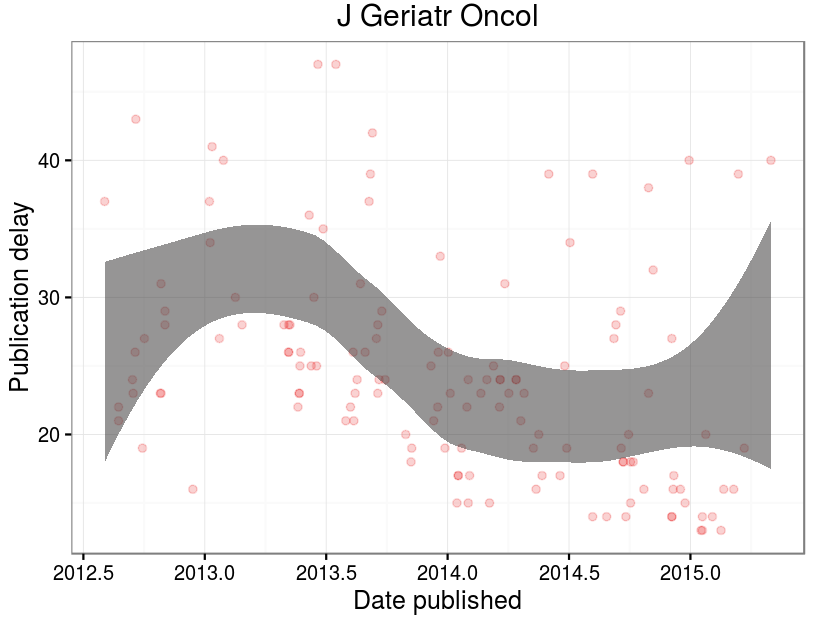 J Geriatr Oncol
Publication delay
40
30
20
2012.5 2013.0 2013.5 2014.0 2014.5 2015.0
Date published